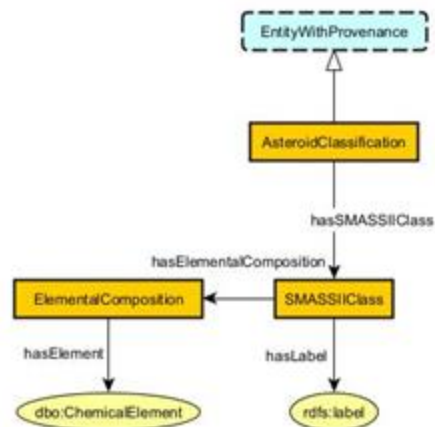 EntityWithProvenance
AsteroidClassification
hasSMASSIIClass
hasElementalComposition
ElementalComposition
SMASSIIClass
hasElement
hasLabel
dbo:ChemicalElement
rdfs:label